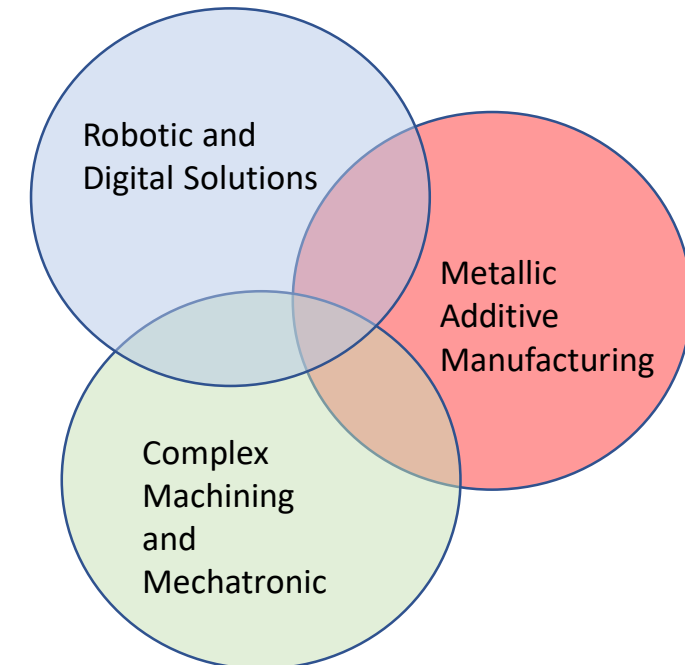 Robotic and
Digital Solutions
Metallic
Additive
Manufacturing
Complex
Machining
and
Mechatronic